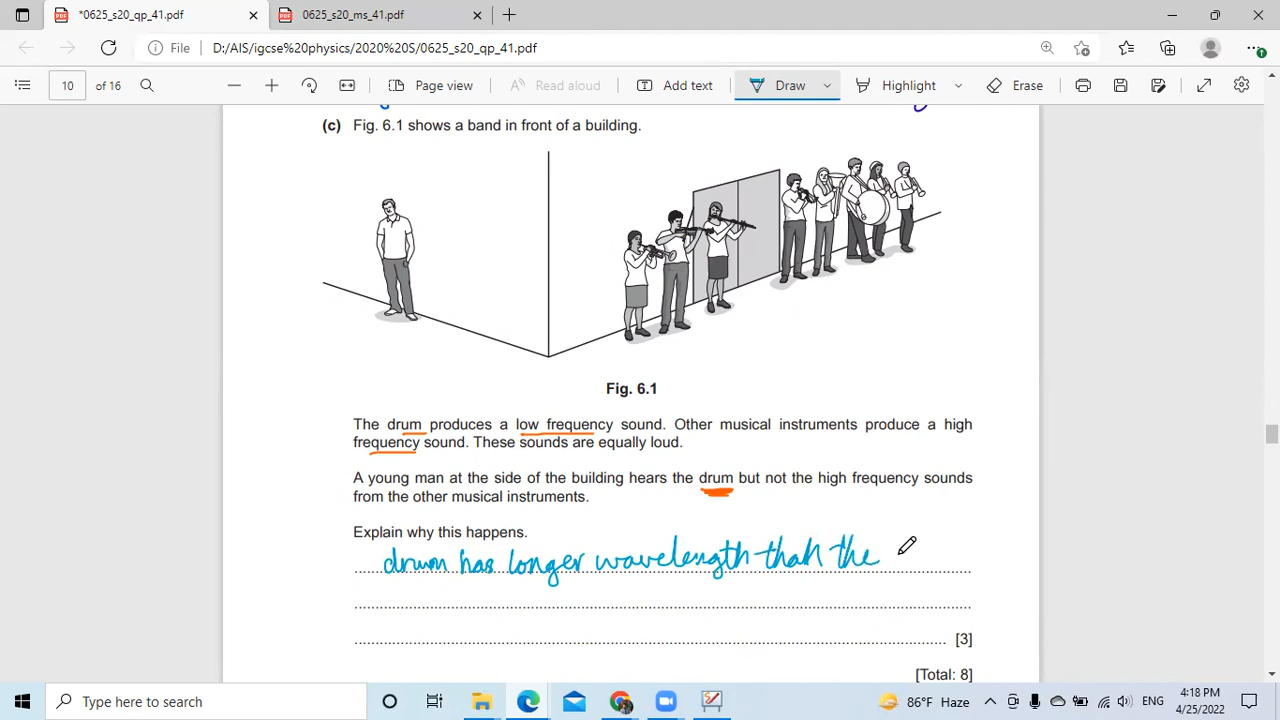 *0625_s20_qp_41.pdf
0625_s20_ms_41.pdf
File D:/AIS/igcse%20physics/2020%20S/0625_s20_qp_41.pdf
10 of 16
Page view
Read aloud
Add text
Draw
Highlight
Erase
(c) Fig. 6.1 shows a band in front of a building.
Fig. 6.1
The drum produces a low frequency sound. Other musical instruments produce a high
frequency sound. These sounds are equally loud.
A young man at the side of the building hears the drum but not the high frequency sounds
from the other musical instruments.
Explain why this happens.
drum has longer wavelength than the
[3]
[Total: 8]
Type here to search
86°F Haze
4:18 PM
4/25/2022